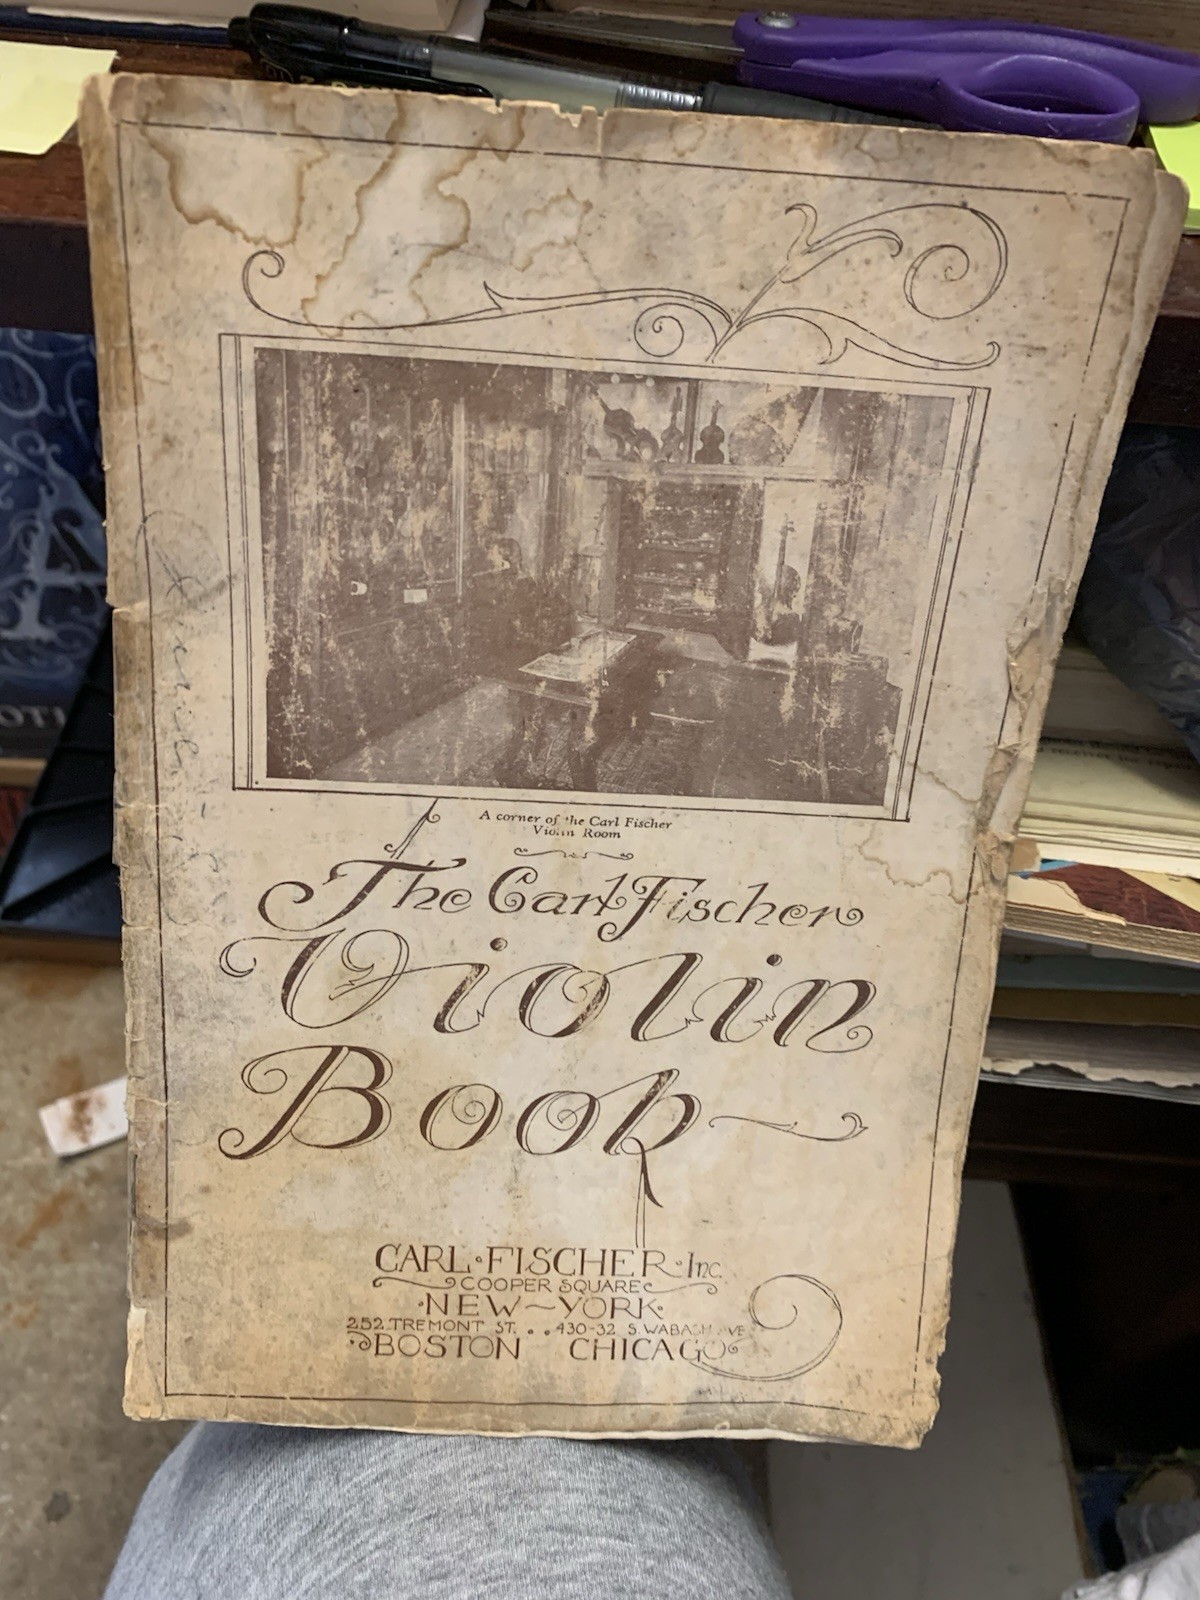 A corner of the Carl Fischer
Violin Room
The Carl Fischer
Violin
Book
CARL·FISCHER·Inc.
COOPER SQUARE
·NEW~YORK·
252 TREMONT ST. . . 430-32 S. WABASH AVE
BOSTON CHICAGO